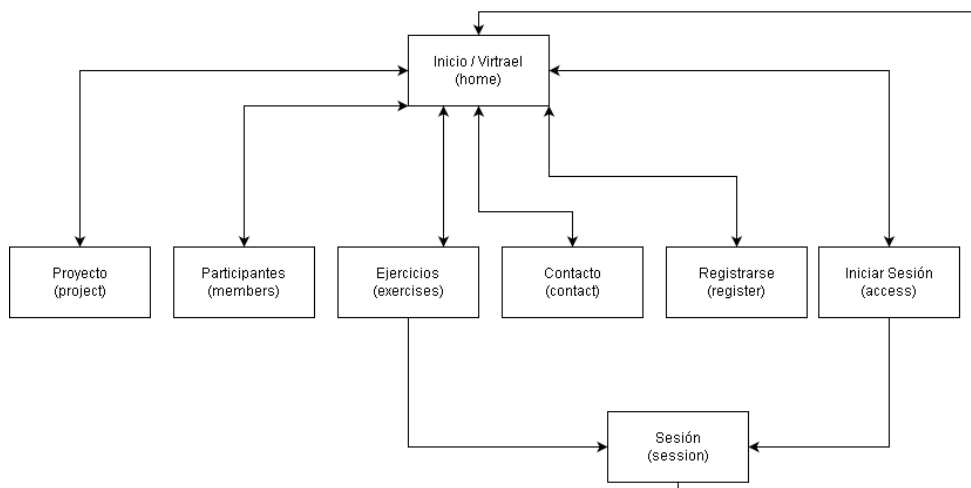 Inicio / Virtrael
(home)
Proyecto
(project)
Participantes
(members)
Ejercicios
(exercises)
Contacto
(contact)
Registrarse
(register)
Iniciar Sesión
(access)
Sesión
(session)